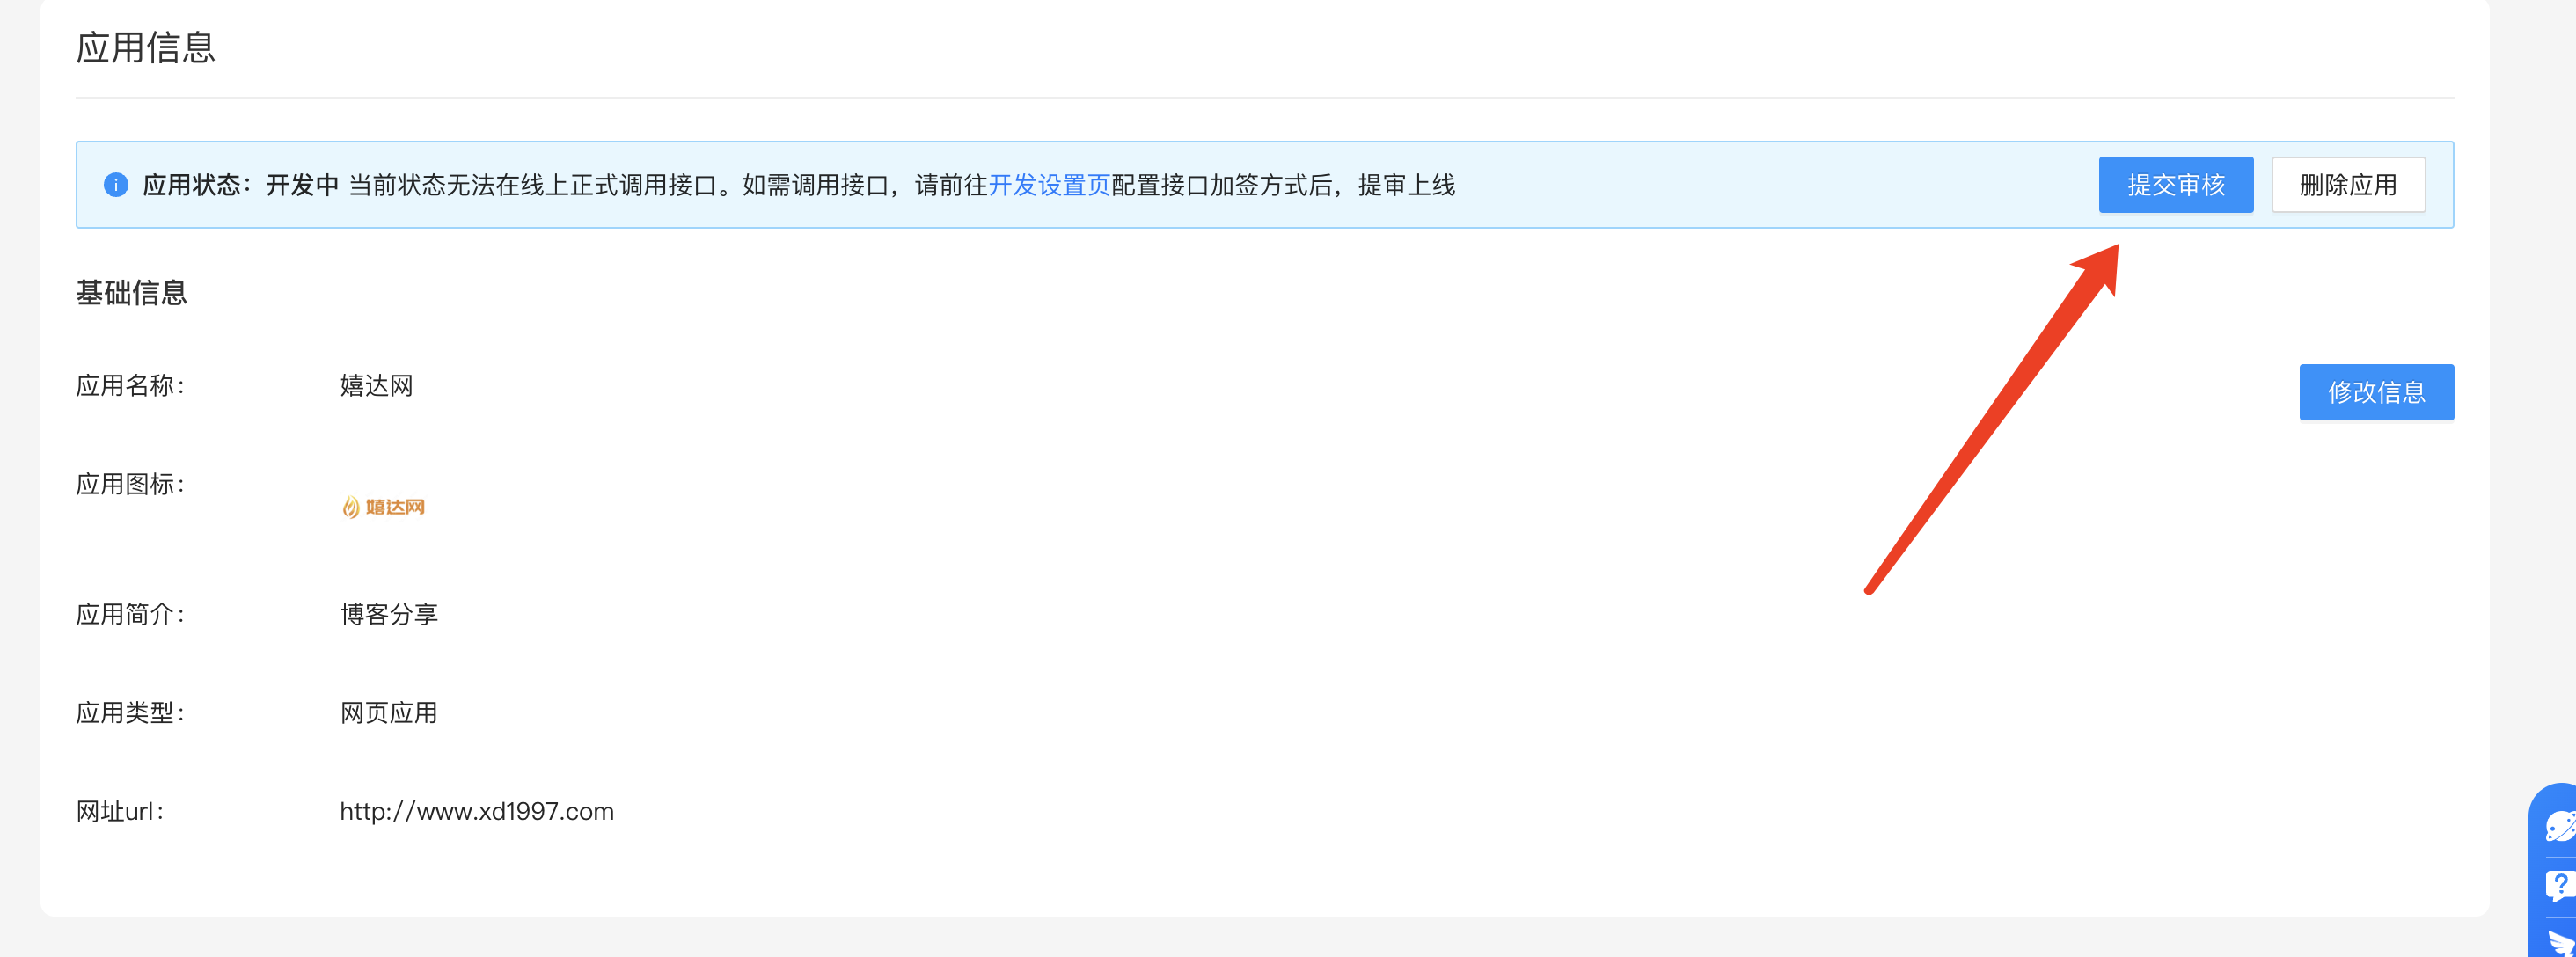 应用信息
应用状态：开发中 当前状态无法在线上正式调用接口。如需调用接口，请前往开发设置页配置接口加签方式后，提审上线
提交审核
删除应用
基础信息
应用名称：
嬉达网
修改信息
应用图标：
嬉达网
应用简介：
博客分享
应用类型：
网页应用
网址url：
http://www.xd1997.com